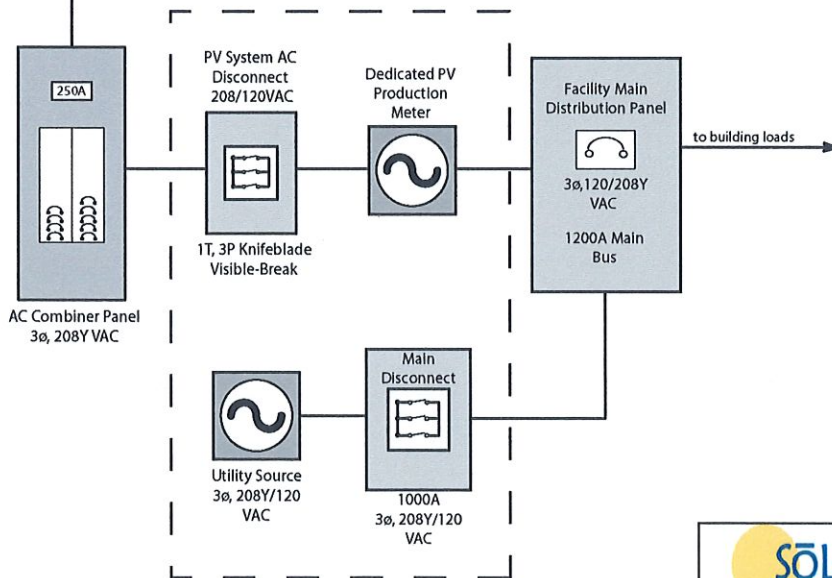 PV System AC
Disconnect
208/120VAC
Dedicated PV
Production
Meter
250A
Facility Main
Distribution Panel
to building loads
3ø,120/208Y
VAC
1200A Main
Bus
1T, 3P Knifeblade
Visible-Break
AC Combiner Panel
3ø, 208Y VAC
Main
Disconnect
Utility Source
3ø, 208Y/120
VAC
1000A
3ø, 208Y/120
VAC
SōL